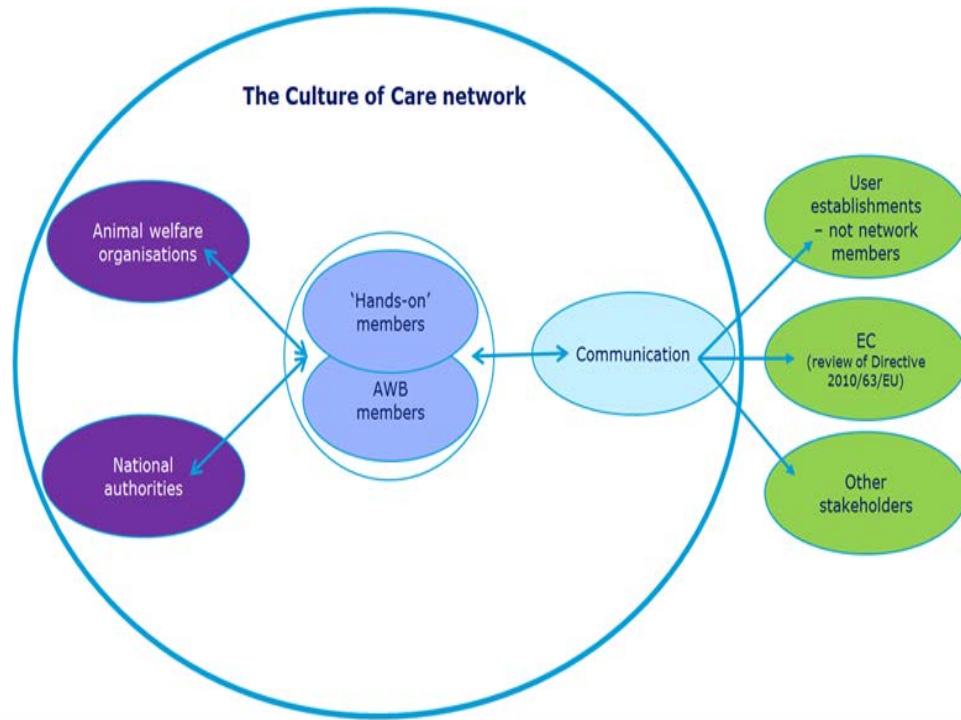 The Culture of Care network
Animal welfare
organisations
National
authorities
‘Hands-on’
members
AWB
members
Communication
User
establishments
– not network
members
EC
(review of Directive
2010/63/EU)
Other
stakeholders